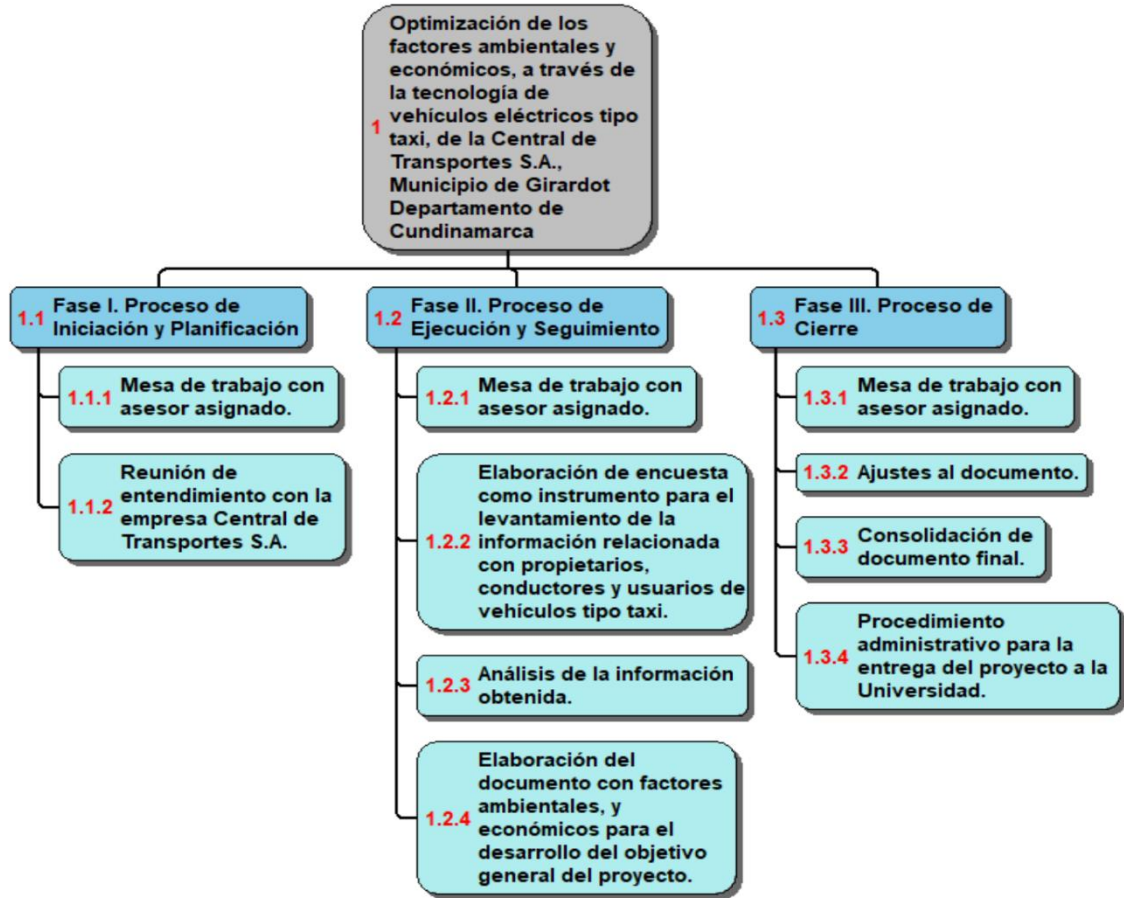 1
Optimización de los
factores ambientales y
económicos, a través de
la tecnología de
vehículos eléctricos tipo
taxi, de la Central de
Transportes S.A.,
Municipio de Girardot
Departamento de
Cundinamarca
1.1
Fase I. Proceso de
Iniciación y Planificación
1.1.1
Mesa de trabajo con
asesor asignado.
1.1.2
Reunión de
entendimiento con la
empresa Central de
Transportes S.A.
1.2
Fase II. Proceso de
Ejecución y Seguimiento
1.2.1
Mesa de trabajo con
asesor asignado.
1.2.2
Elaboración de encuesta
como instrumento para el
levantamiento de la
información relacionada
con propietarios,
conductores y usuarios de
vehículos tipo taxi.
1.2.3
Análisis de la información
obtenida.
1.2.4
Elaboración del
documento con factores
ambientales, y
económicos para el
desarrollo del objetivo
general del proyecto.
1.3
Fase III. Proceso de
Cierre
1.3.1
Mesa de trabajo con
asesor asignado.
1.3.2
Ajustes al documento.
1.3.3
Consolidación de
documento final.
1.3.4
Procedimiento
administrativo para la
entrega del proyecto a la
Universidad.